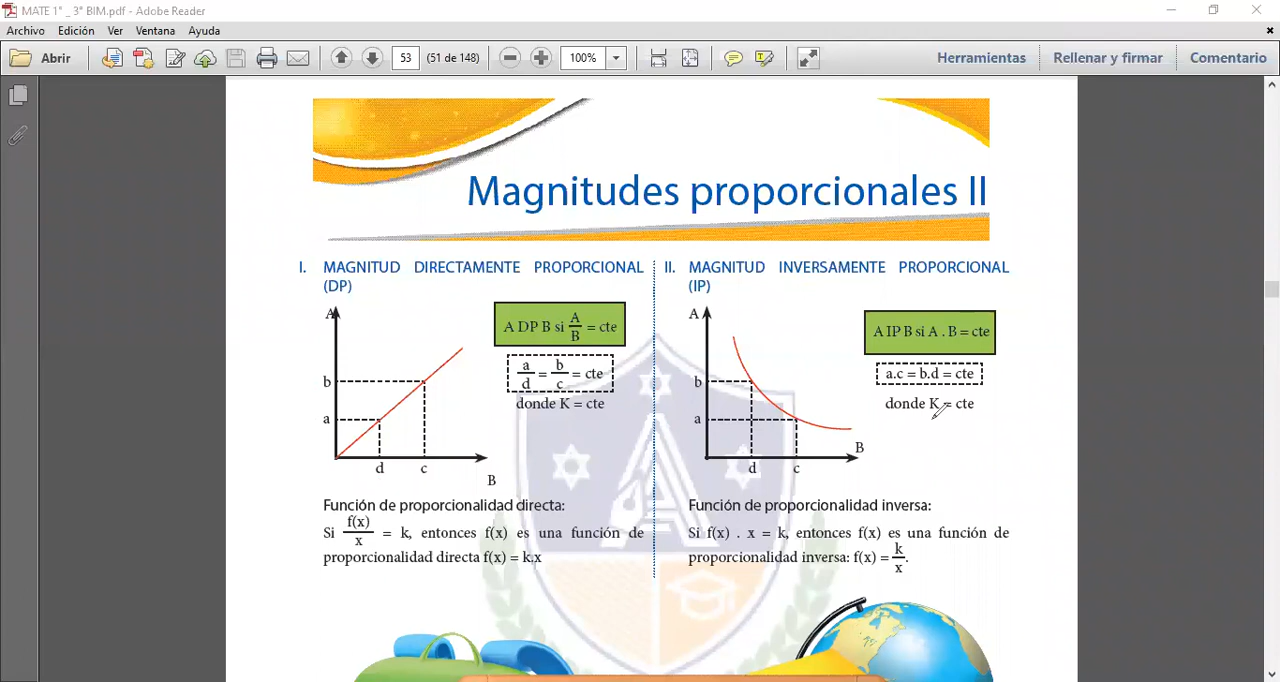 MATE 1° _ 3° BIM.pdf - Adobe Reader
Archivo Edición Ver Ventana Ayuda
Abrir 53 (51 de 148) 100% Herramientas Rellenar y firmar Comentario
Magnitudes proporcionales II
I. MAGNITUD DIRECTAMENTE PROPORCIONAL
(DP)
A
b
a
d c
B
A DP B si A/B = cte
a/d = b/c = cte
donde K = cte
Función de proporcionalidad directa:
Si f(x)/x = k, entonces f(x) es una función de
proporcionalidad directa f(x) = k.x
II. MAGNITUD INVERSAMENTE PROPORCIONAL
(IP)
A
b
a
d c
B
A IP B si A . B = cte
a.c = b.d = cte
donde K = cte
Función de proporcionalidad inversa:
Si f(x) . x = k, entonces f(x) es una función de
proporcionalidad inversa: f(x) = k/x.